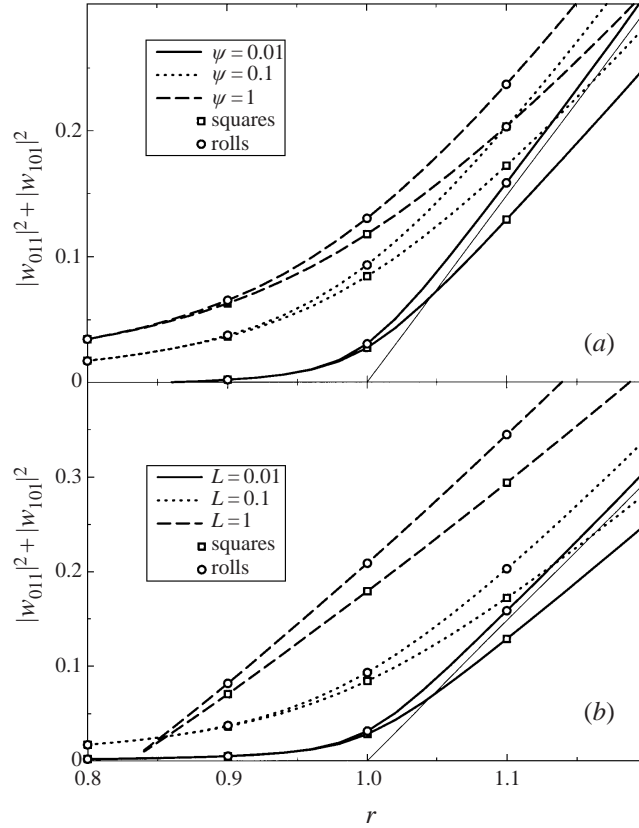 |w₀₁₁|² + |w₁₀₁|²
0.2
0.1
0
ψ = 0.01
ψ = 0.1
ψ = 1
squares
rolls
(a)
|w₀₁₁|² + |w₁₀₁|²
0.3
0.2
0.1
0
L = 0.01
L = 0.1
L = 1
squares
rolls
(b)
0.8 0.9 1.0 1.1
r